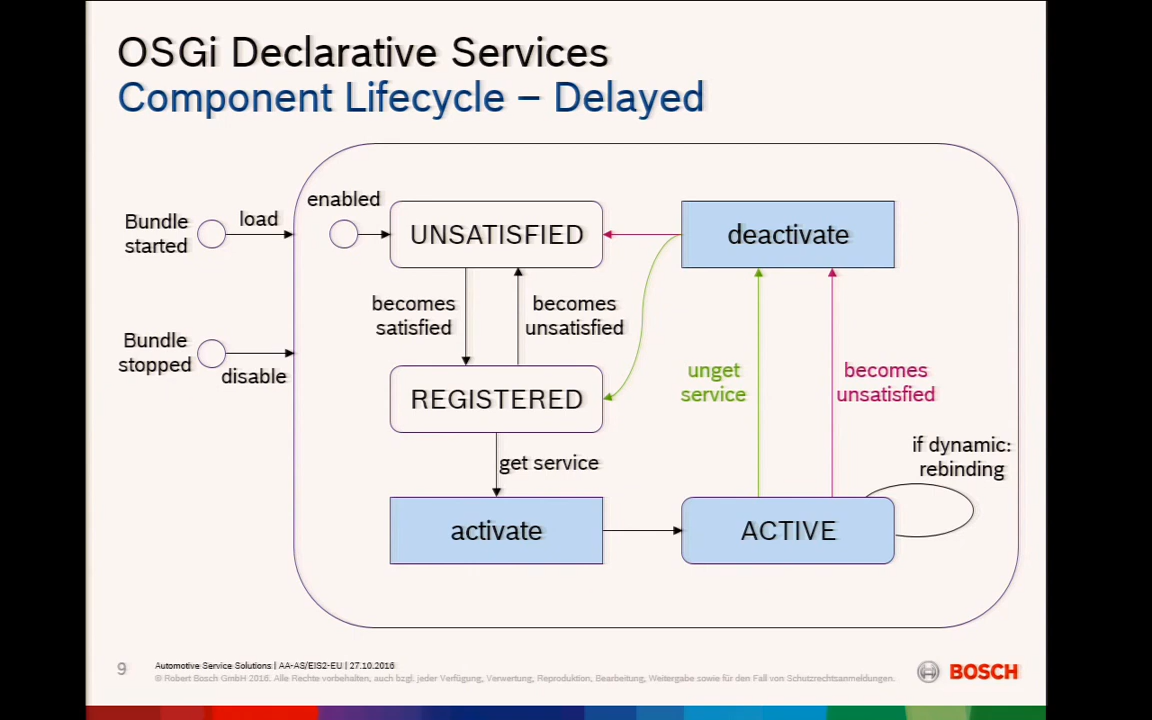 OSGi Declarative Services
Component Lifecycle – Delayed
enabled
Bundle
started
load
UNSATISFIED
deactivate
becomes
satisfied
becomes
unsatisfied
Bundle
stopped
disable
REGISTERED
unget
service
becomes
unsatisfied
get service
if dynamic:
rebinding
activate
ACTIVE
9
Automotive Service Solutions | AA-AS/EIS2-EU | 27.10.2016
© Robert Bosch GmbH 2016. Alle Rechte vorbehalten, auch bzgl. jeder Verfügung, Verwertung, Reproduktion, Bearbeitung, Weitergabe sowie für den Fall von Schutzrechtsanmeldungen.
BOSCH